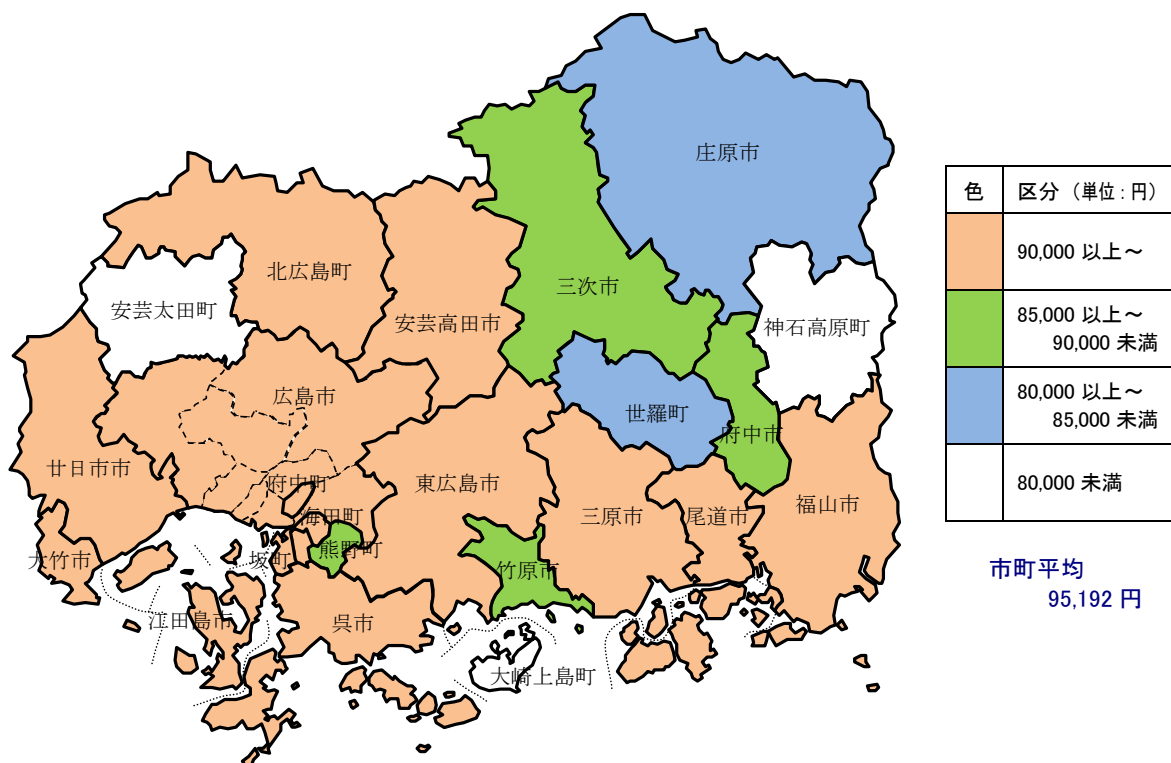 庄原市
北広島町
三次市
安芸太田町
安芸高田市
神石高原町
広島市
世羅町
府中市
廿日市市
府中町
東広島市
海田町
三原市
尾道市
福山市
大竹市
坂町
熊野町
竹原市
江田島市
呉市
大崎上島町
色 区分（単位：円）
90,000 以上～
85,000 以上～
90,000 未満
80,000 以上～
85,000 未満
80,000 未満
市町平均
95,192 円